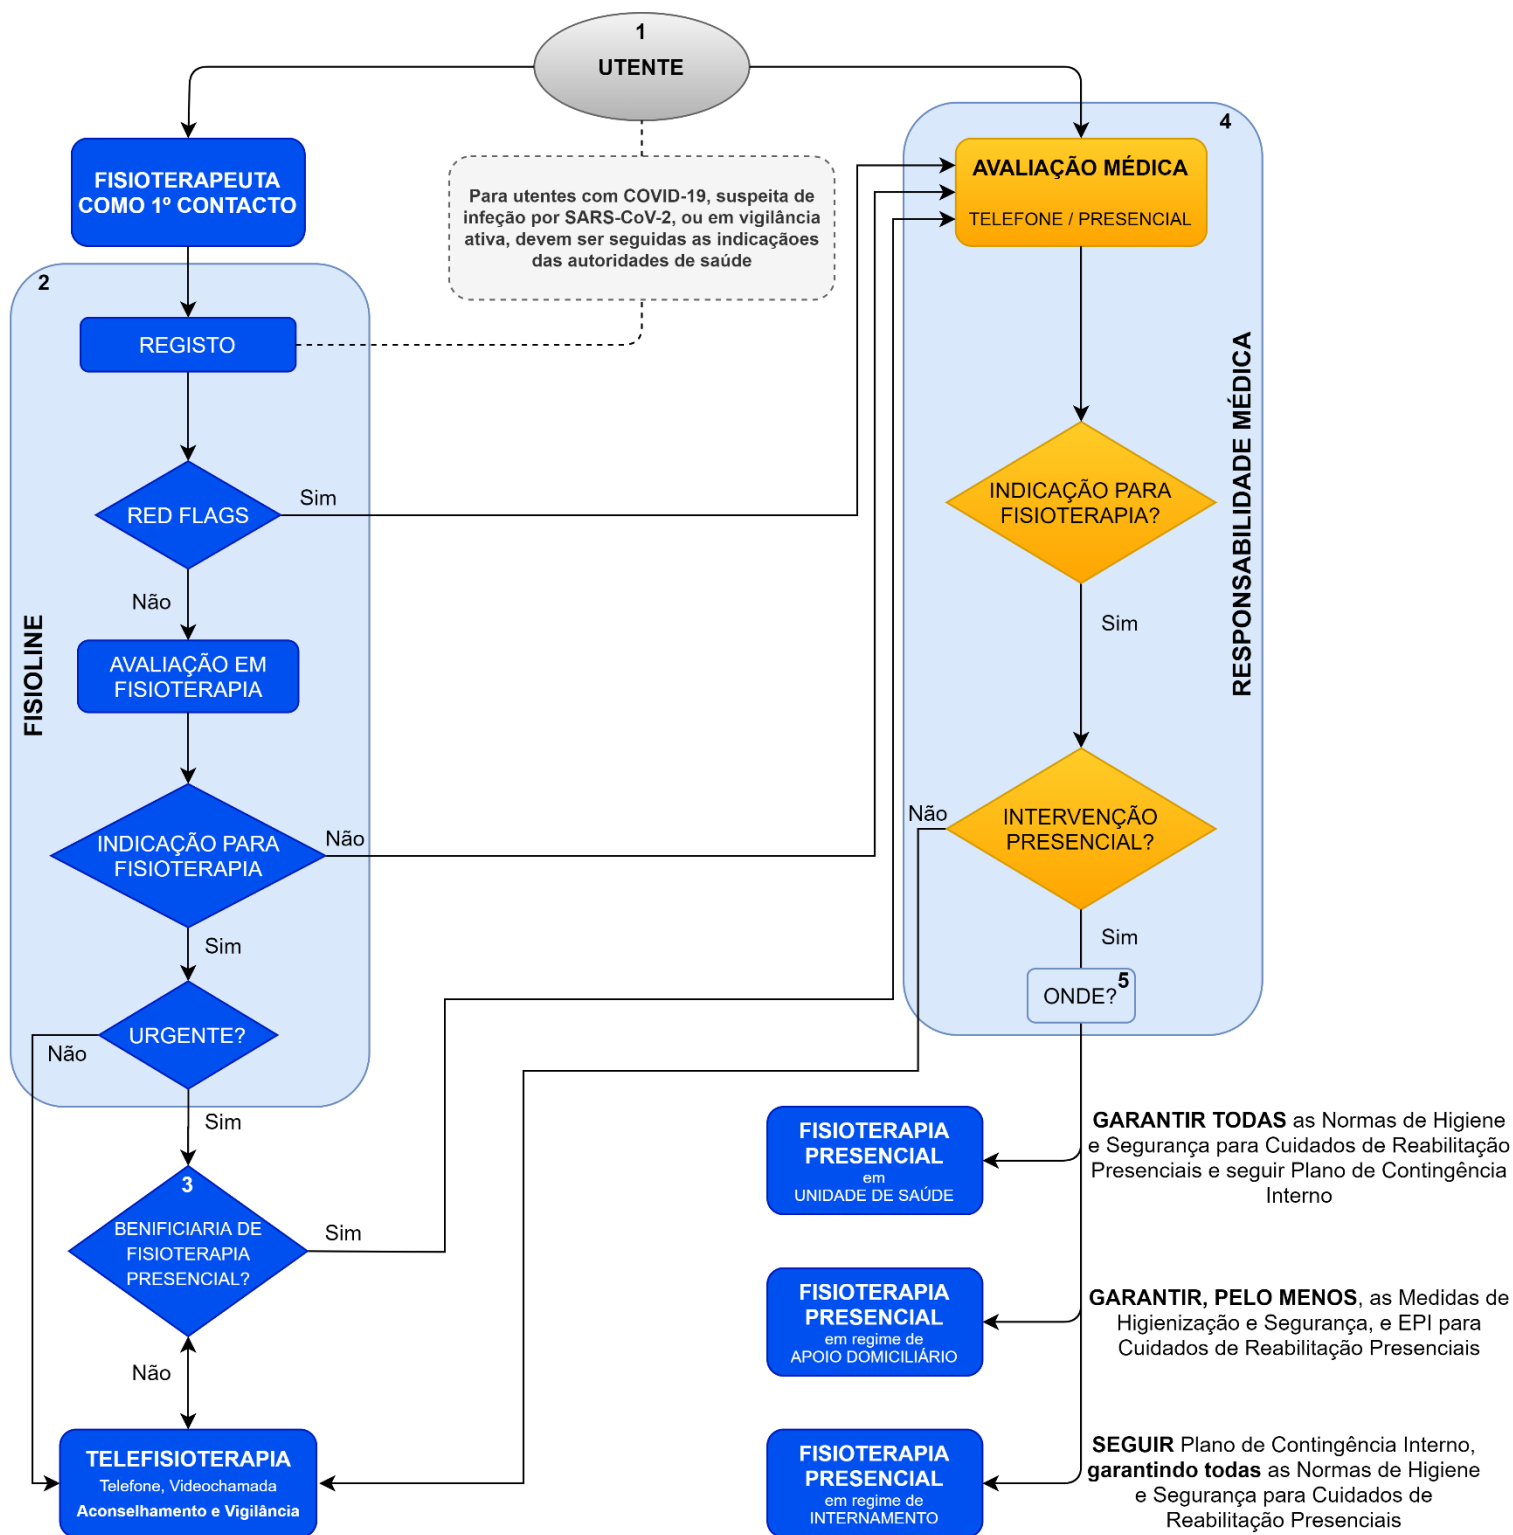 1
UTENTE
FISIOTERAPEUTA
COMO 1º CONTACTO
Para utentes com COVID-19, suspeita de
infeção por SARS-CoV-2, ou em vigilância
ativa, devem ser seguidas as indicaçãoes
das autoridades de saúde
2
REGISTO
RED FLAGS
Sim
Não
AVALIAÇÃO EM
FISIOTERAPIA
FISIOLINE
INDICAÇÃO PARA
FISIOTERAPIA
Não
Sim
URGENTE?
Não
Sim
3
BENIFICIARIA DE
FISIOTERAPIA
PRESENCIAL?
Sim
Não
TELEFISIOTERAPIA
Telefone, Videochamada
Aconselhamento e Vigilância
4
AVALIAÇÃO MÉDICA
TELEFONE / PRESENCIAL
RESPONSABILIDADE MÉDICA
INDICAÇÃO PARA
FISIOTERAPIA?
Sim
INTERVENÇÃO
PRESENCIAL?
Não
Sim
ONDE?
5
FISIOTERAPIA
PRESENCIAL
em
UNIDADE DE SAÚDE
GARANTIR TODAS as Normas de Higiene
e Segurança para Cuidados de Reabilitação
Presenciais e seguir Plano de Contingência
Interno
FISIOTERAPIA
PRESENCIAL
em regime de
APOIO DOMICILIÁRIO
GARANTIR, PELO MENOS, as Medidas de
Higienização e Segurança, e EPI para
Cuidados de Reabilitação Presenciais
FISIOTERAPIA
PRESENCIAL
em regime de
INTERNAMENTO
SEGUIR Plano de Contingência Interno,
garantindo todas as Normas de Higiene
e Segurança para Cuidados de
Reabilitação Presenciais